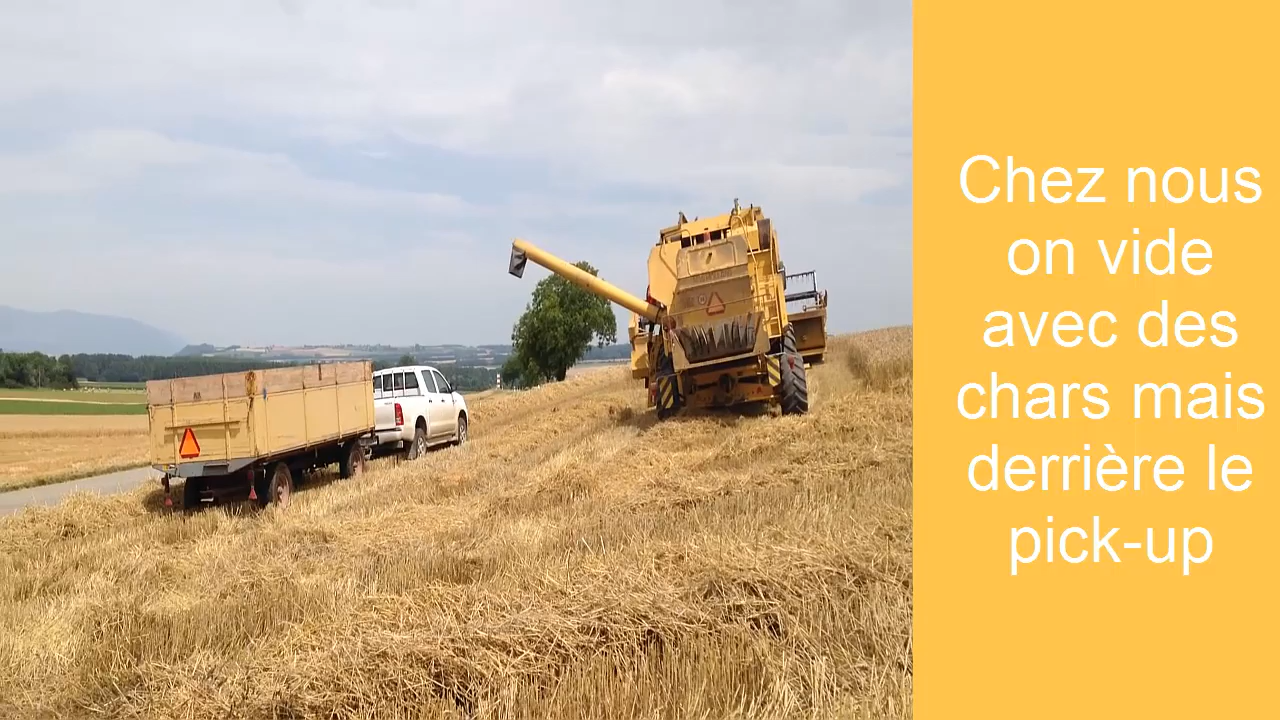 Chez nous
on vide
avec des
chars mais
derrière le
pick-up